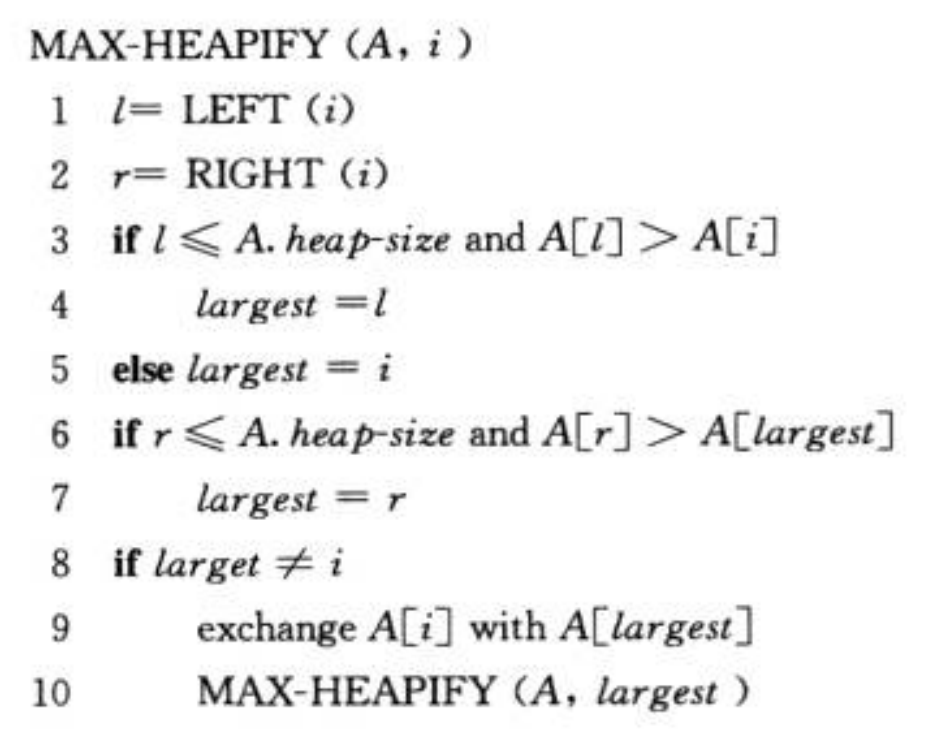 MAX-HEAPIFY (A, i)
1 l= LEFT (i)
2 r= RIGHT (i)
3 if l ⩽ A. heap-size and A[l] > A[i]
4 largest =l
5 else largest = i
6 if r ⩽ A. heap-size and A[r] > A[largest]
7 largest = r
8 if larget ≠ i
9 exchange A[i] with A[largest]
10 MAX-HEAPIFY (A, largest )